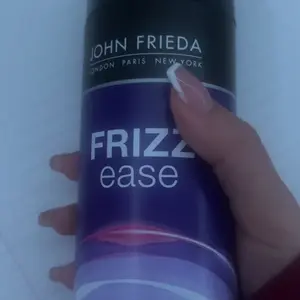 JOHN FRIEDA
LONDON PARIS NEW YORK
FRIZZ
ease